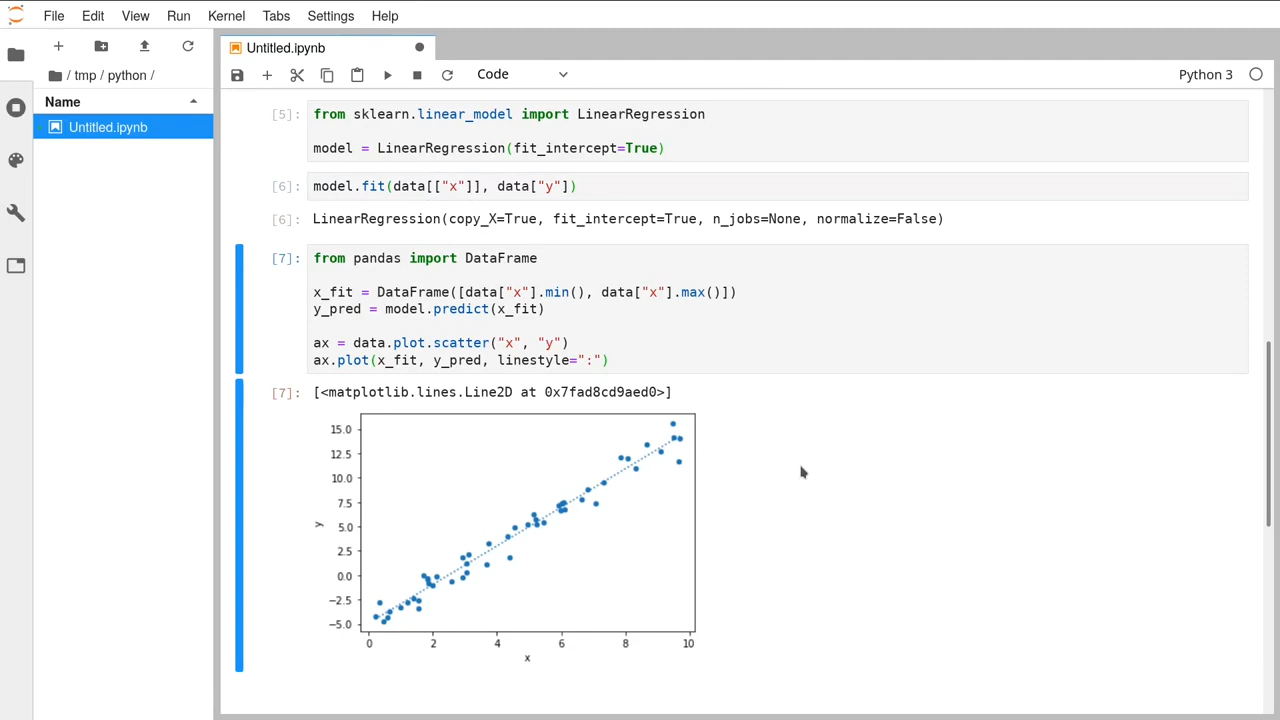 File Edit View Run Kernel Tabs Settings Help
Untitled.ipynb
/ tmp / python /
Code
Python 3
Name
Untitled.ipynb
[5]:
from sklearn.linear_model import LinearRegression
model = LinearRegression(fit_intercept=True)
[6]:
model.fit(data[["x"]], data["y"])
[6]:
LinearRegression(copy_X=True, fit_intercept=True, n_jobs=None, normalize=False)
[7]:
from pandas import DataFrame
x_fit = DataFrame([data["x"].min(), data["x"].max()])
y_pred = model.predict(x_fit)
ax = data.plot.scatter("x", "y")
ax.plot(x_fit, y_pred, linestyle=":")
[7]:
[<matplotlib.lines.Line2D at 0x7fad8cd9aed0>]
15.0
12.5
10.0
7.5
5.0
2.5
0.0
−2.5
−5.0
y
0 2 4 6 8 10
x